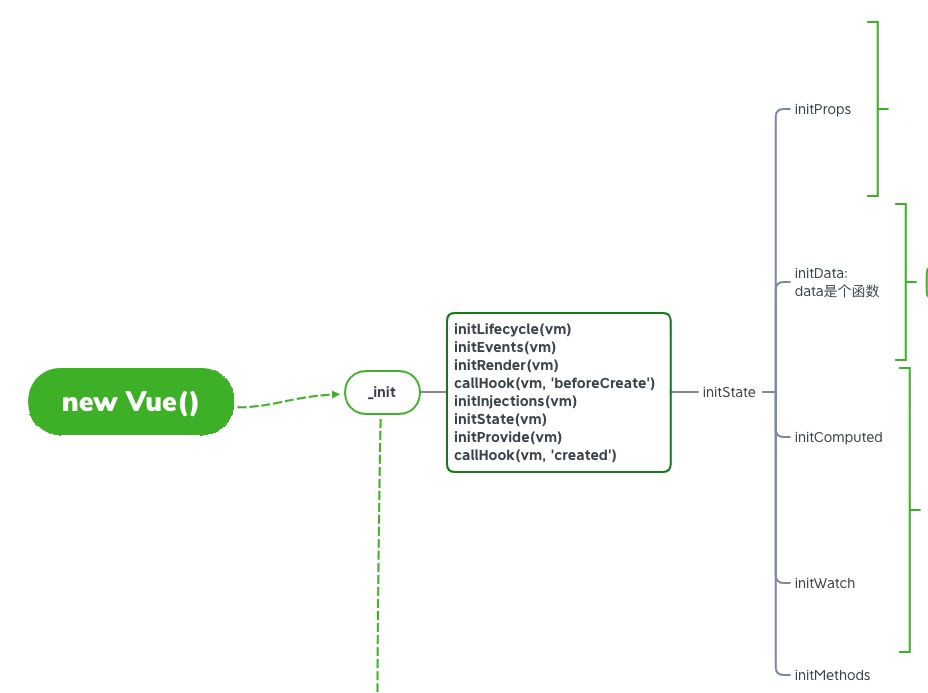 new Vue()
_init
initLifecycle(vm)
initEvents(vm)
initRender(vm)
callHook(vm, 'beforeCreate')
initInjections(vm)
initState(vm)
initProvide(vm)
callHook(vm, 'created')
initState
initProps
initData:
data是个函数
initComputed
initWatch
initMethods